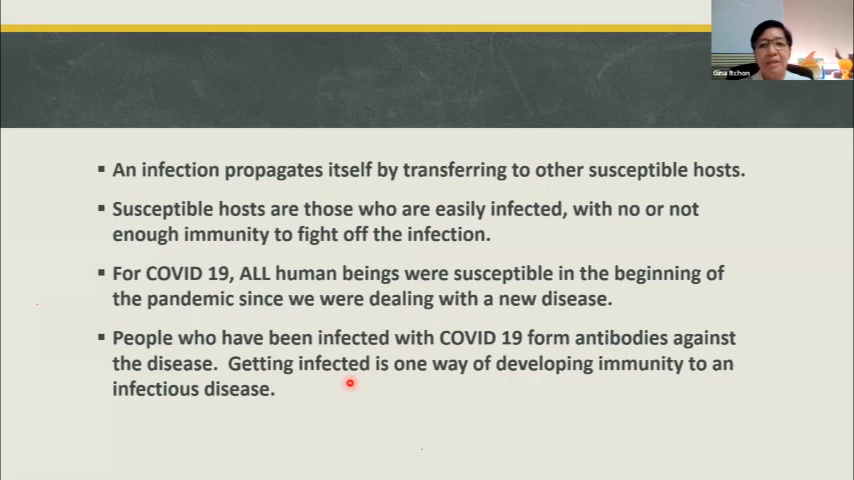 Gina Itchon
▪ An infection propagates itself by transferring to other susceptible hosts.
▪ Susceptible hosts are those who are easily infected, with no or not
enough immunity to fight off the infection.
▪ For COVID 19, ALL human beings were susceptible in the beginning of
the pandemic since we were dealing with a new disease.
▪ People who have been infected with COVID 19 form antibodies against
the disease.  Getting infected is one way of developing immunity to an
infectious disease.